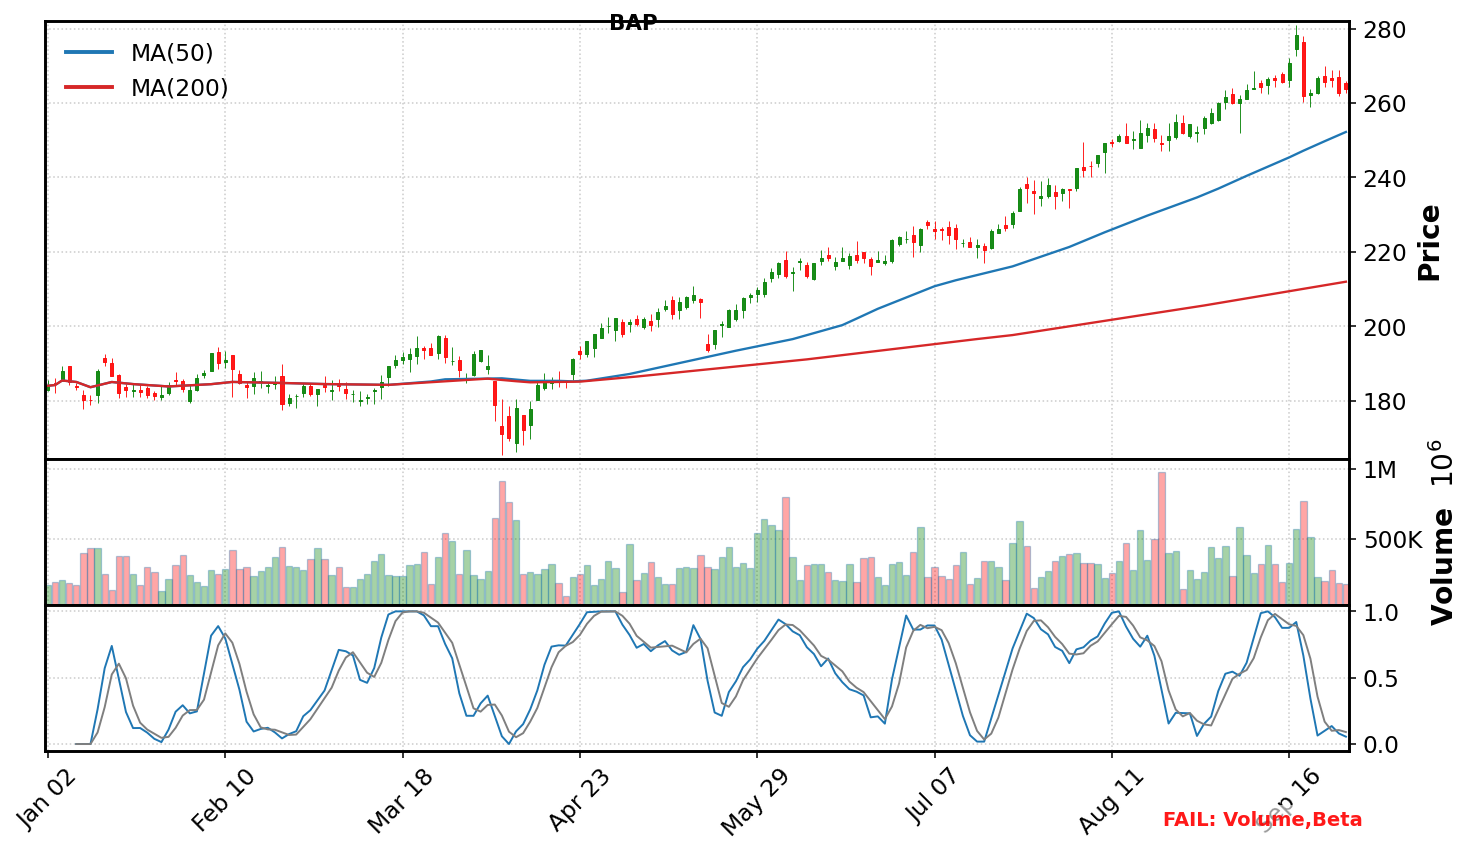 BAP
MA(50)
MA(200)
280
260
240
220
200
180
Price
1M
500K
Volume 10^6
1.0
0.5
0.0
Jan 02
Feb 10
Mar 18
Apr 23
May 29
Jul 07
Aug 11
Sep 16
FAIL: Volume,Beta